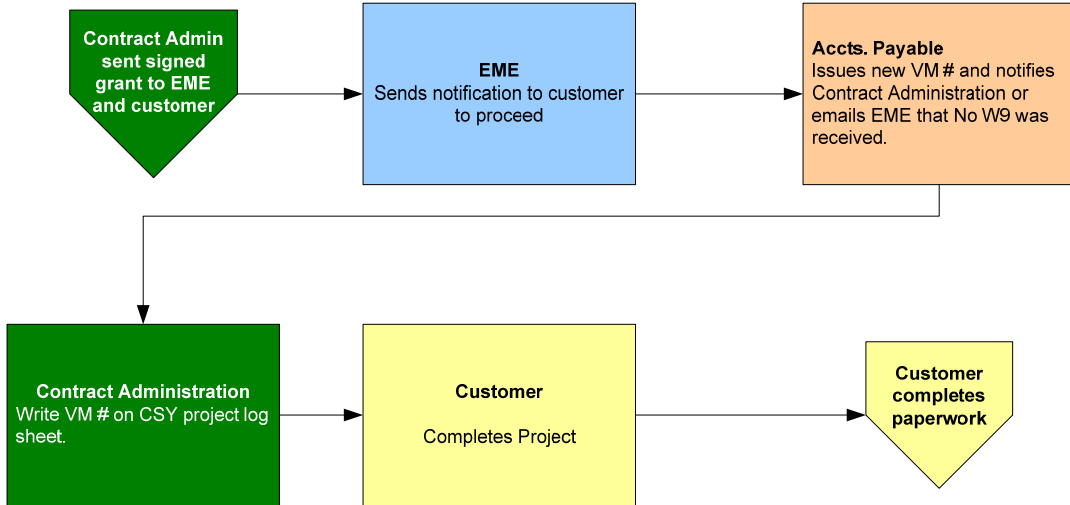 Contract Admin
sent signed
grant to EME
and customer
EME
Sends notification to customer
to proceed
Accts. Payable
Issues new VM # and notifies
Contract Administration or
emails EME that No W9 was
received.
Contract Administration
Write VM # on CSY project log
sheet.
Customer
Completes Project
Customer
completes
paperwork